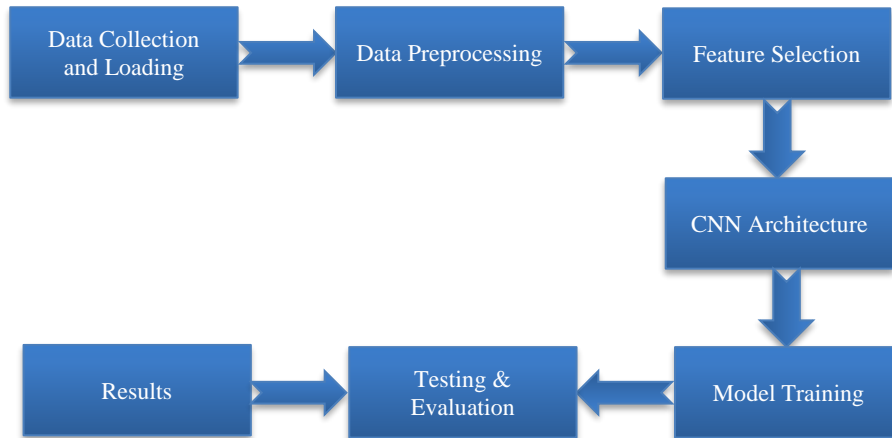 Data Collection
and Loading
Data Preprocessing
Feature Selection
CNN Architecture
Model Training
Testing &
Evaluation
Results